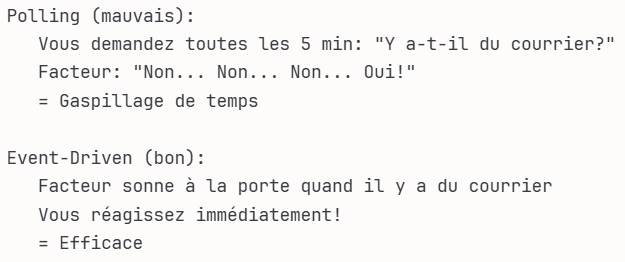 Polling (mauvais):
Vous demandez toutes les 5 min: "Y a-t-il du courrier?"
Facteur: "Non... Non... Non... Oui!"
= Gaspillage de temps
Event-Driven (bon):
Facteur sonne à la porte quand il y a du courrier
Vous réagissez immédiatement!
= Efficace